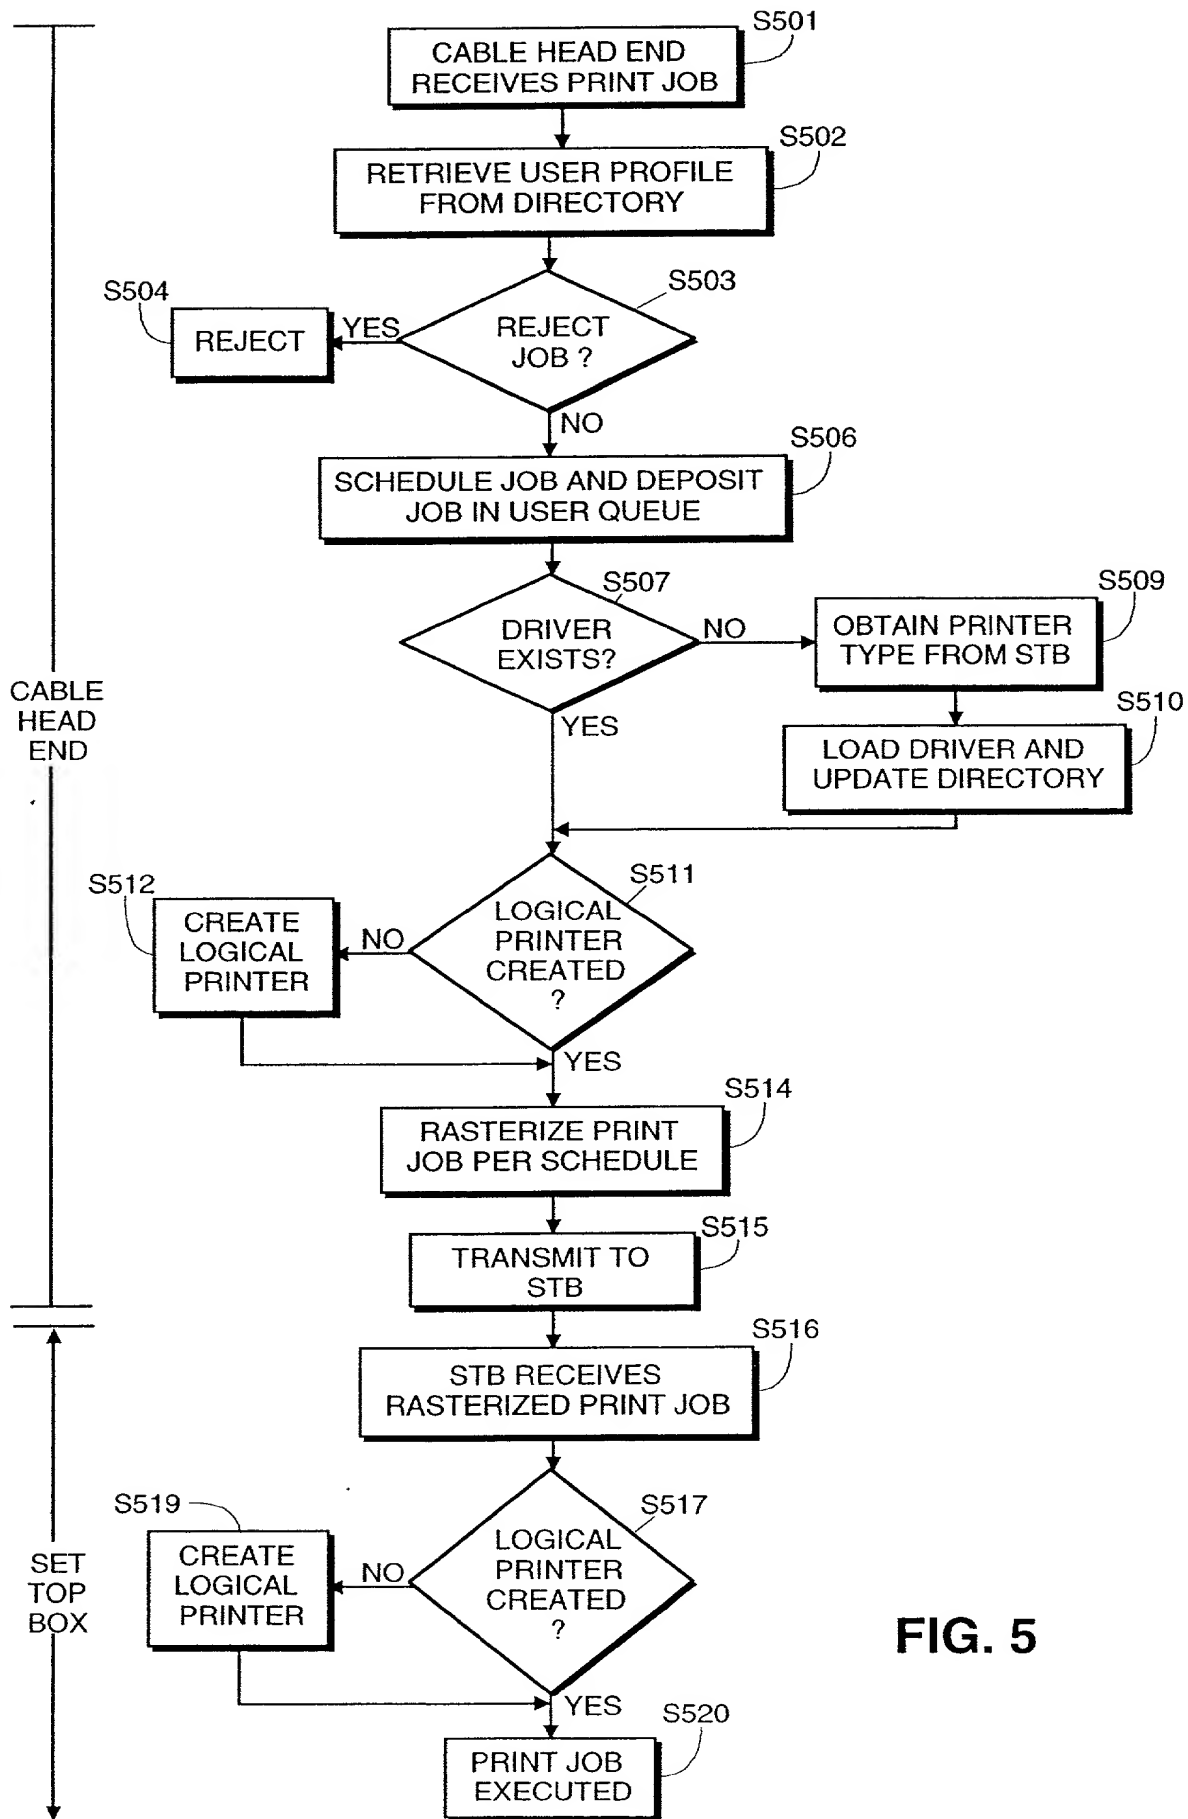 S501
CABLE HEAD END
RECEIVES PRINT JOB
S502
RETRIEVE USER PROFILE
FROM DIRECTORY
S503
REJECT
JOB ?
YES
S504
REJECT
NO
S506
SCHEDULE JOB AND DEPOSIT
JOB IN USER QUEUE
S507
DRIVER
EXISTS?
NO
S509
OBTAIN PRINTER
TYPE FROM STB
S510
LOAD DRIVER AND
UPDATE DIRECTORY
YES
CABLE
HEAD
END
S511
LOGICAL
PRINTER
CREATED
?
NO
S512
CREATE
LOGICAL
PRINTER
YES
S514
RASTERIZE PRINT
JOB PER SCHEDULE
S515
TRANSMIT TO
STB
S516
STB RECEIVES
RASTERIZED PRINT JOB
S517
LOGICAL
PRINTER
CREATED
?
NO
S519
CREATE
LOGICAL
PRINTER
SET
TOP
BOX
YES
S520
PRINT JOB
EXECUTED
FIG. 5